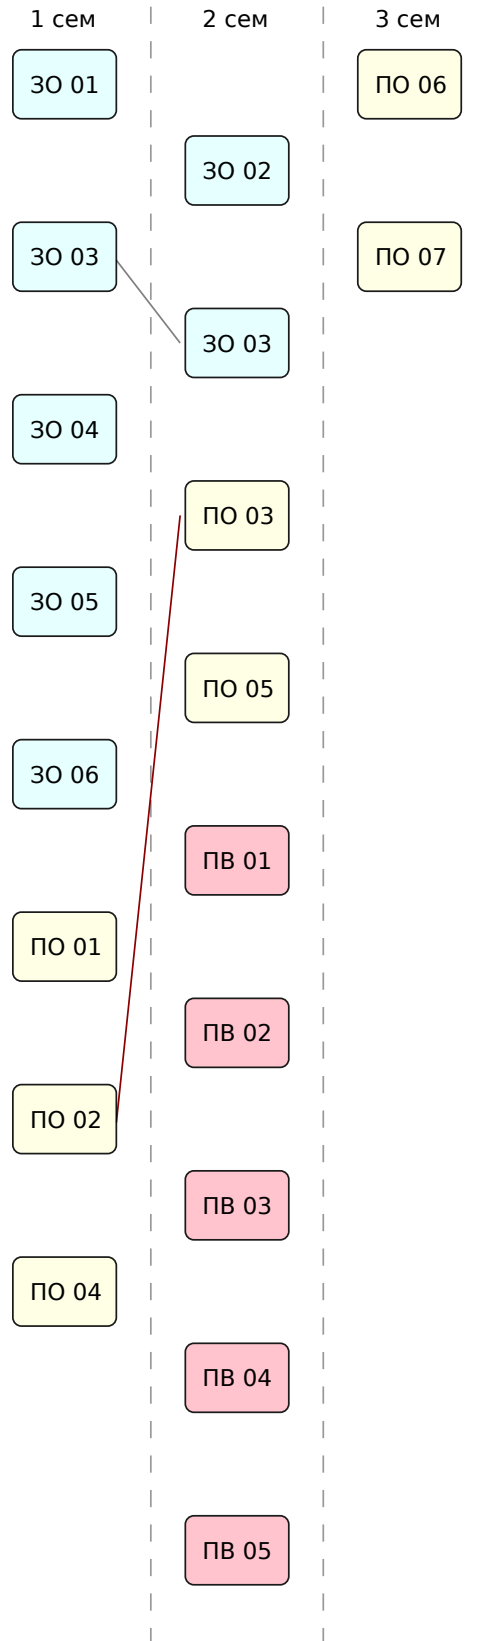 1 сем
2 сем
3 сем
ЗО 01
ПО 06
ЗО 02
ЗО 03
ПО 07
ЗО 03
ЗО 04
ПО 03
ЗО 05
ПО 05
ЗО 06
ПВ 01
ПО 01
ПВ 02
ПО 02
ПВ 03
ПО 04
ПВ 04
ПВ 05